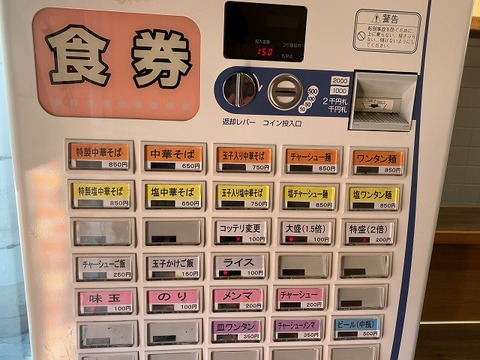 食券
投入金額
150
警告
2000
1000
2千円札
千円札
500
返却レバー コイン投入口
特製中華そば 850円
中華そば 650円
玉子入り中華そば 750円
チャーシュー麺 850円
ワンタン麺 850円
特製塩中華そば 850円
塩中華そば 650円
玉子入り塩中華そば 750円
塩チャーシュー麺 850円
塩ワンタン麺 850円
コッテリ変更 100円
大盛(1.5倍) 100円
特盛(2倍) 200円
チャーシューご飯 250円
玉子かけご飯 150円
ライス 100円
味玉 100円
のり 100円
メンマ 200円
チャーシュー 200円
皿ワンタン 350円
チャーシューメンマ 350円
ビール(中瓶) 500円